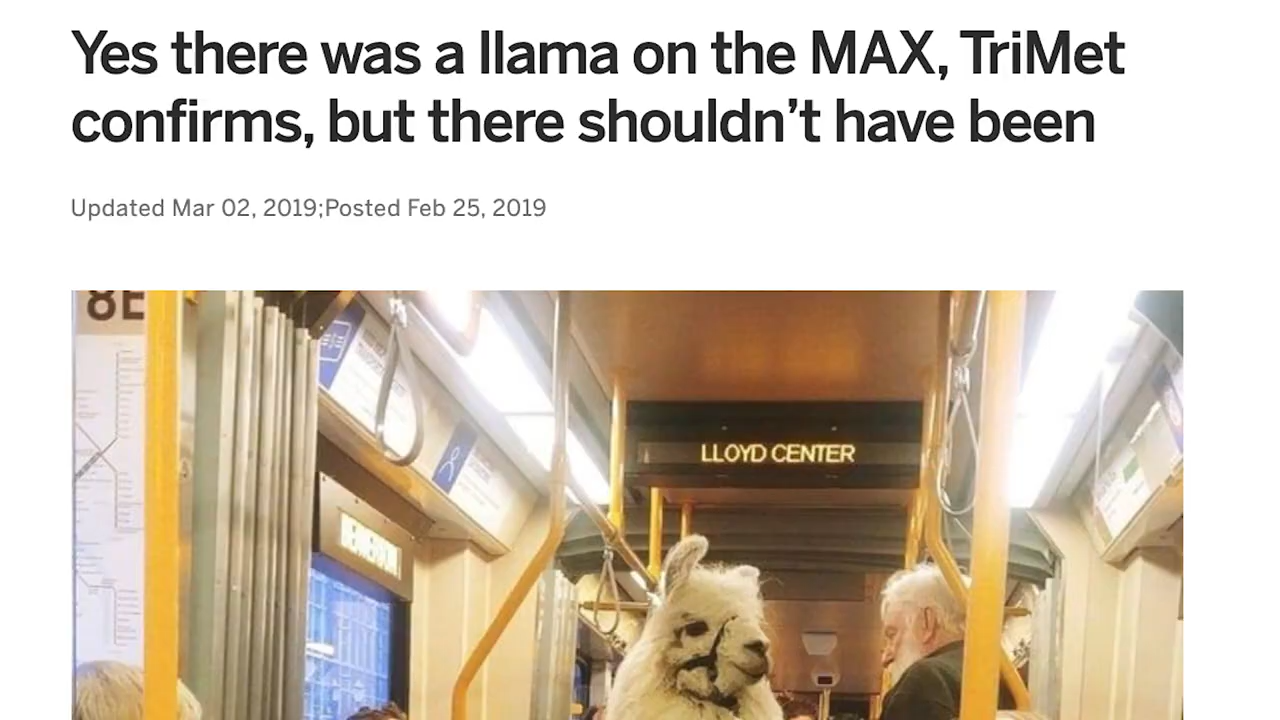 Yes there was a llama on the MAX, TriMet
confirms, but there shouldn’t have been
Updated Mar 02, 2019;Posted Feb 25, 2019
8E
LLOYD CENTER